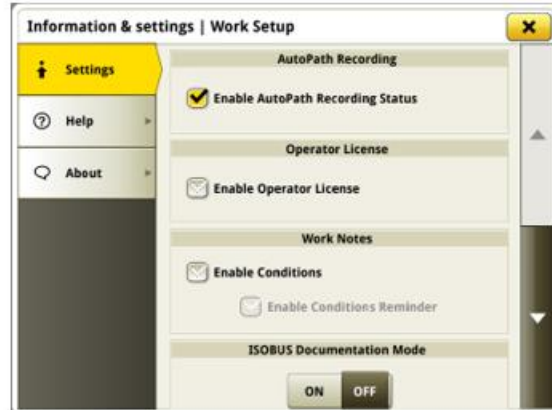 Information & settings | Work Setup
Settings
Help
About
AutoPath Recording
Enable AutoPath Recording Status
Operator License
Enable Operator License
Work Notes
Enable Conditions
Enable Conditions Reminder
ISOBUS Documentation Mode
ON OFF